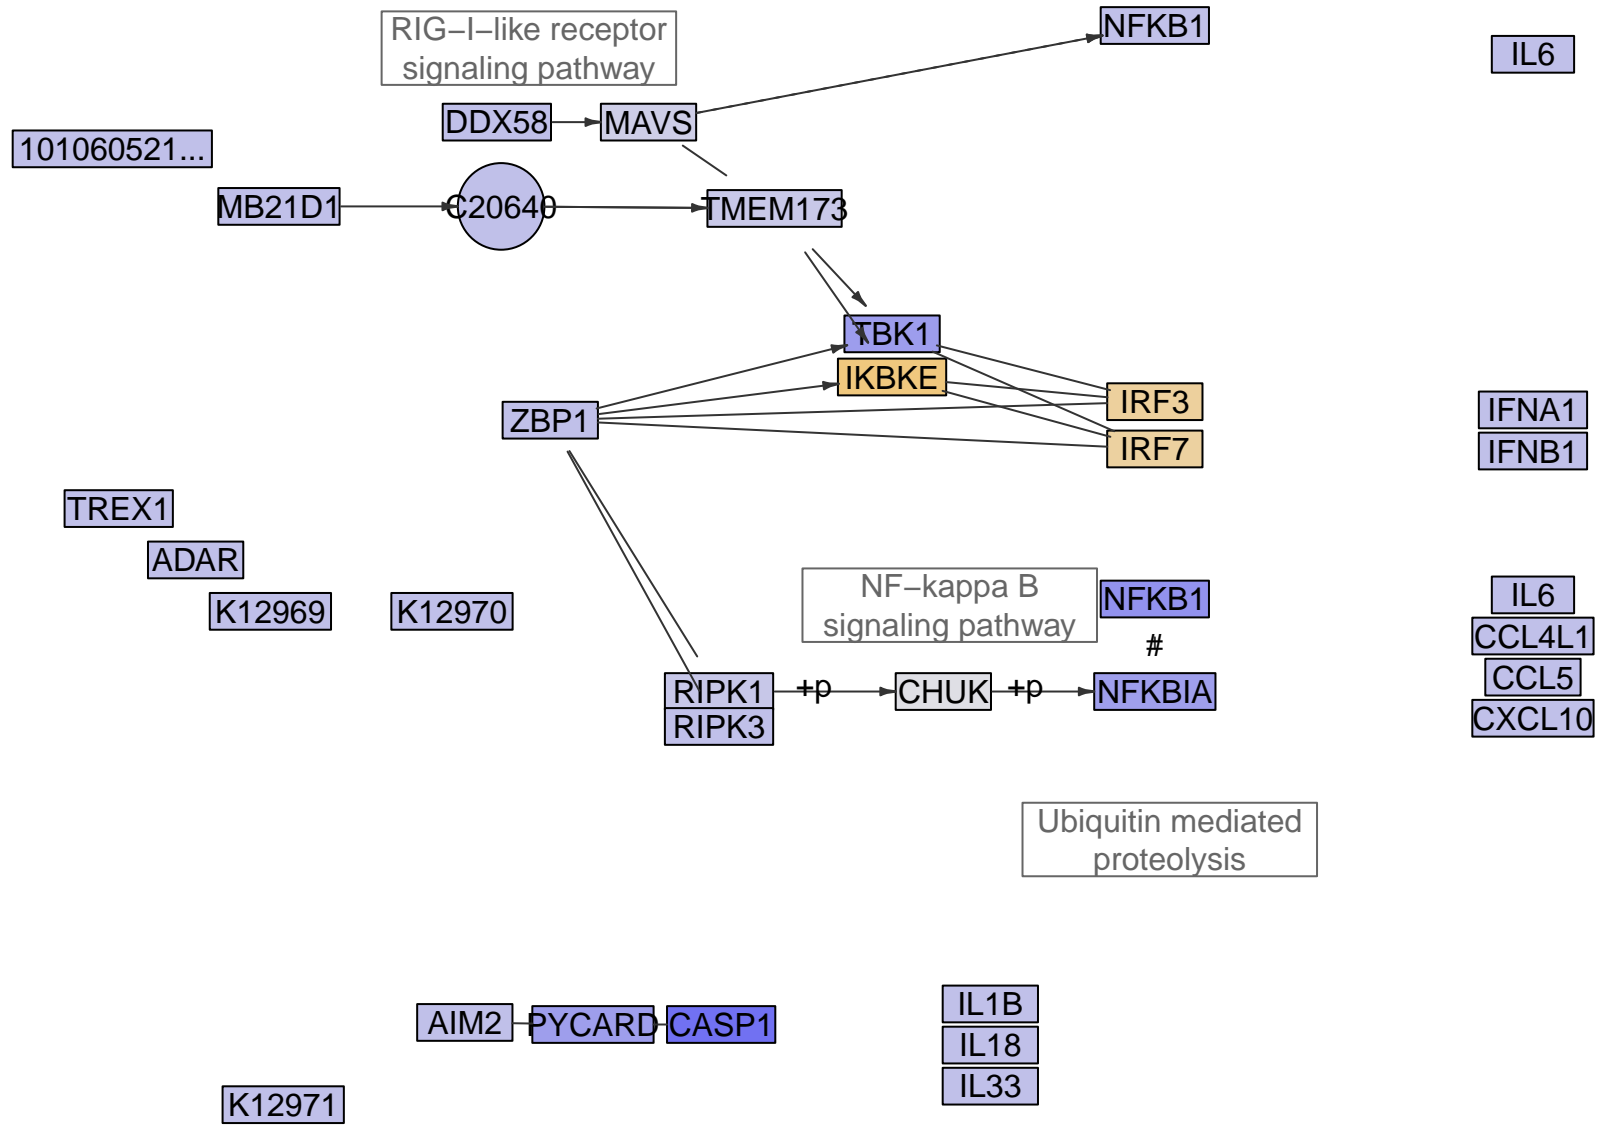 RIG−I−like receptor
signaling pathway
NFKB1
IL6
DDX58
MAVS
101060521...
MB21D1
C20640
TMEM173
TBK1
IKBKE
IRF3
ZBP1
IRF7
IFNA1
IFNB1
TREX1
ADAR
K12969
K12970
NF−kappa B
signaling pathway
NFKB1
#
IL6
CCL4L1
CCL5
CXCL10
RIPK1
+p
CHUK
+p
NFKBIA
RIPK3
Ubiquitin mediated
proteolysis
AIM2
PYCARD
CASP1
IL1B
IL18
IL33
K12971